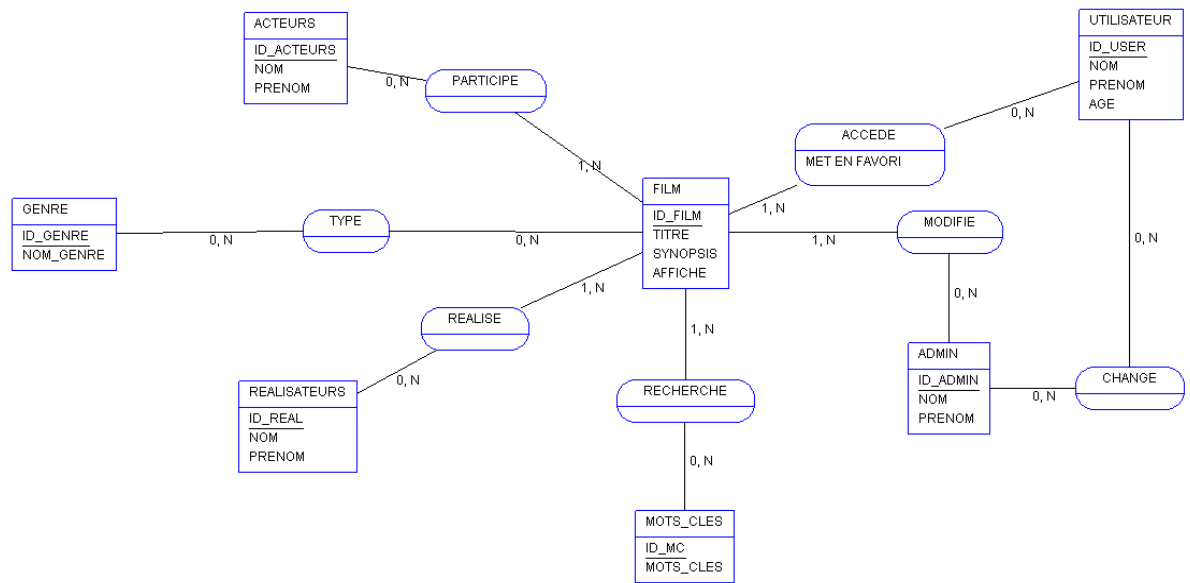 ACTEURS
ID_ACTEURS
NOM
PRENOM
0, N
PARTICIPE
1, N
UTILISATEUR
ID_USER
NOM
PRENOM
AGE
0, N
ACCEDE
MET EN FAVORI
1, N
GENRE
ID_GENRE
NOM_GENRE
0, N
TYPE
0, N
FILM
ID_FILM
TITRE
SYNOPSIS
AFFICHE
1, N
MODIFIE
0, N
0, N
1, N
REALISE
0, N
REALISATEURS
ID_REAL
NOM
PRENOM
1, N
RECHERCHE
0, N
MOTS_CLES
ID_MC
MOTS_CLES
ADMIN
ID_ADMIN
NOM
PRENOM
0, N
CHANGE